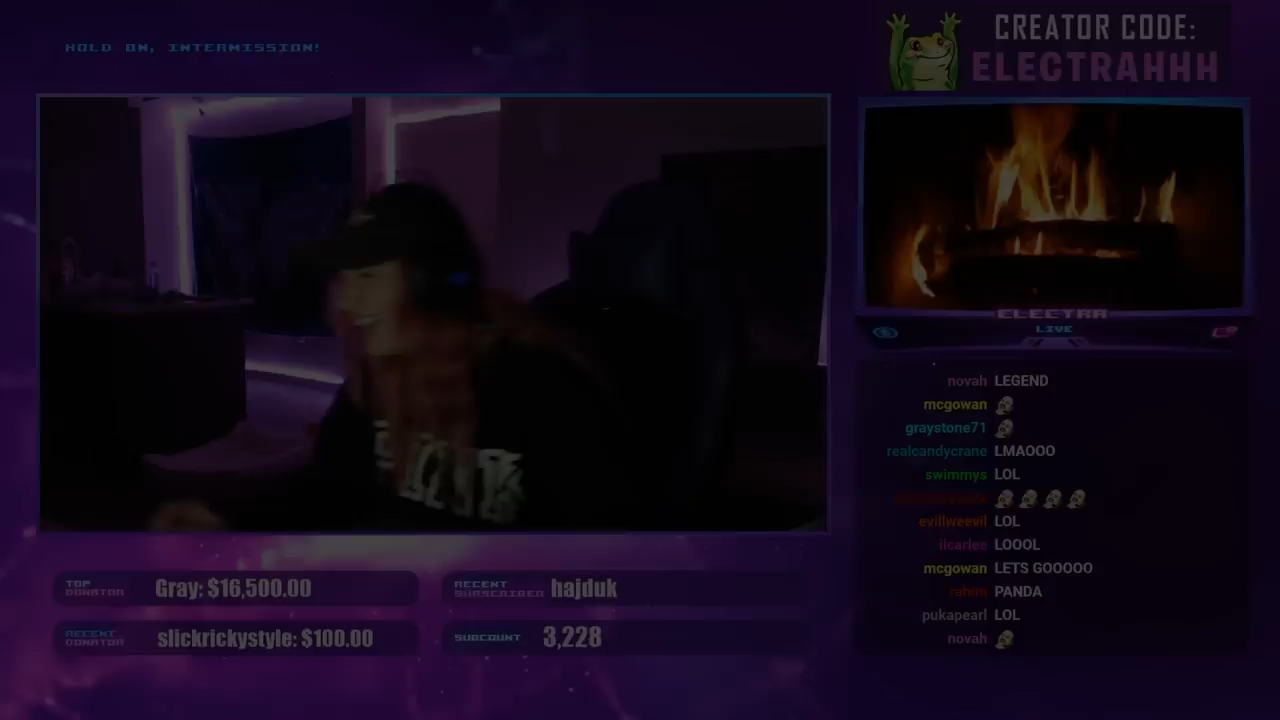 HOLD ON, INTERMISSION!
CREATOR CODE:
ELECTRAHHH
ELECTRA
LIVE
novah LEGEND
mcgowan
graystone71
realcandycrane LMAOOO
swimmys LOL
evillweevil LOL
iicarlee LOOOL
mcgowan LETS GOOOOO
rahim PANDA
pukapearl LOL
novah
TOP DONATOR Gray: $16,500.00
RECENT SUBSCRIBER hajduk
RECENT DONATOR slickrickystyle: $100.00
SUBCOUNT 3,228